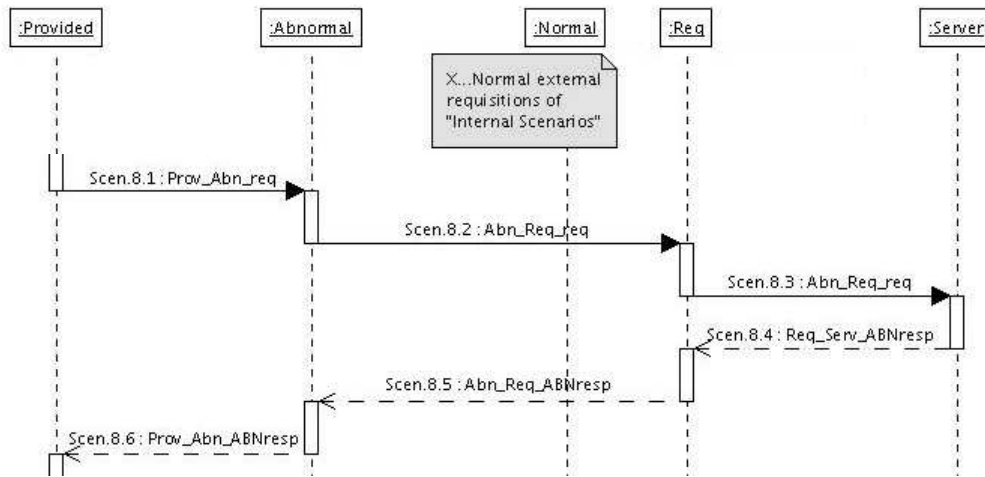 :Provided
:Abnormal
:Normal
:Req
:Server
X...Normal external
requisitions of
"Internal Scenarios"
Scen.8.1 : Prov_Abn_req
Scen.8.2 : Abn_Req_req
Scen.8.3 : Abn_Req_req
Scen.8.4 : Req_Serv_ABNresp
Scen.8.5 : Abn_Req_ABNresp
Scen.8.6 : Prov_Abn_ABNresp